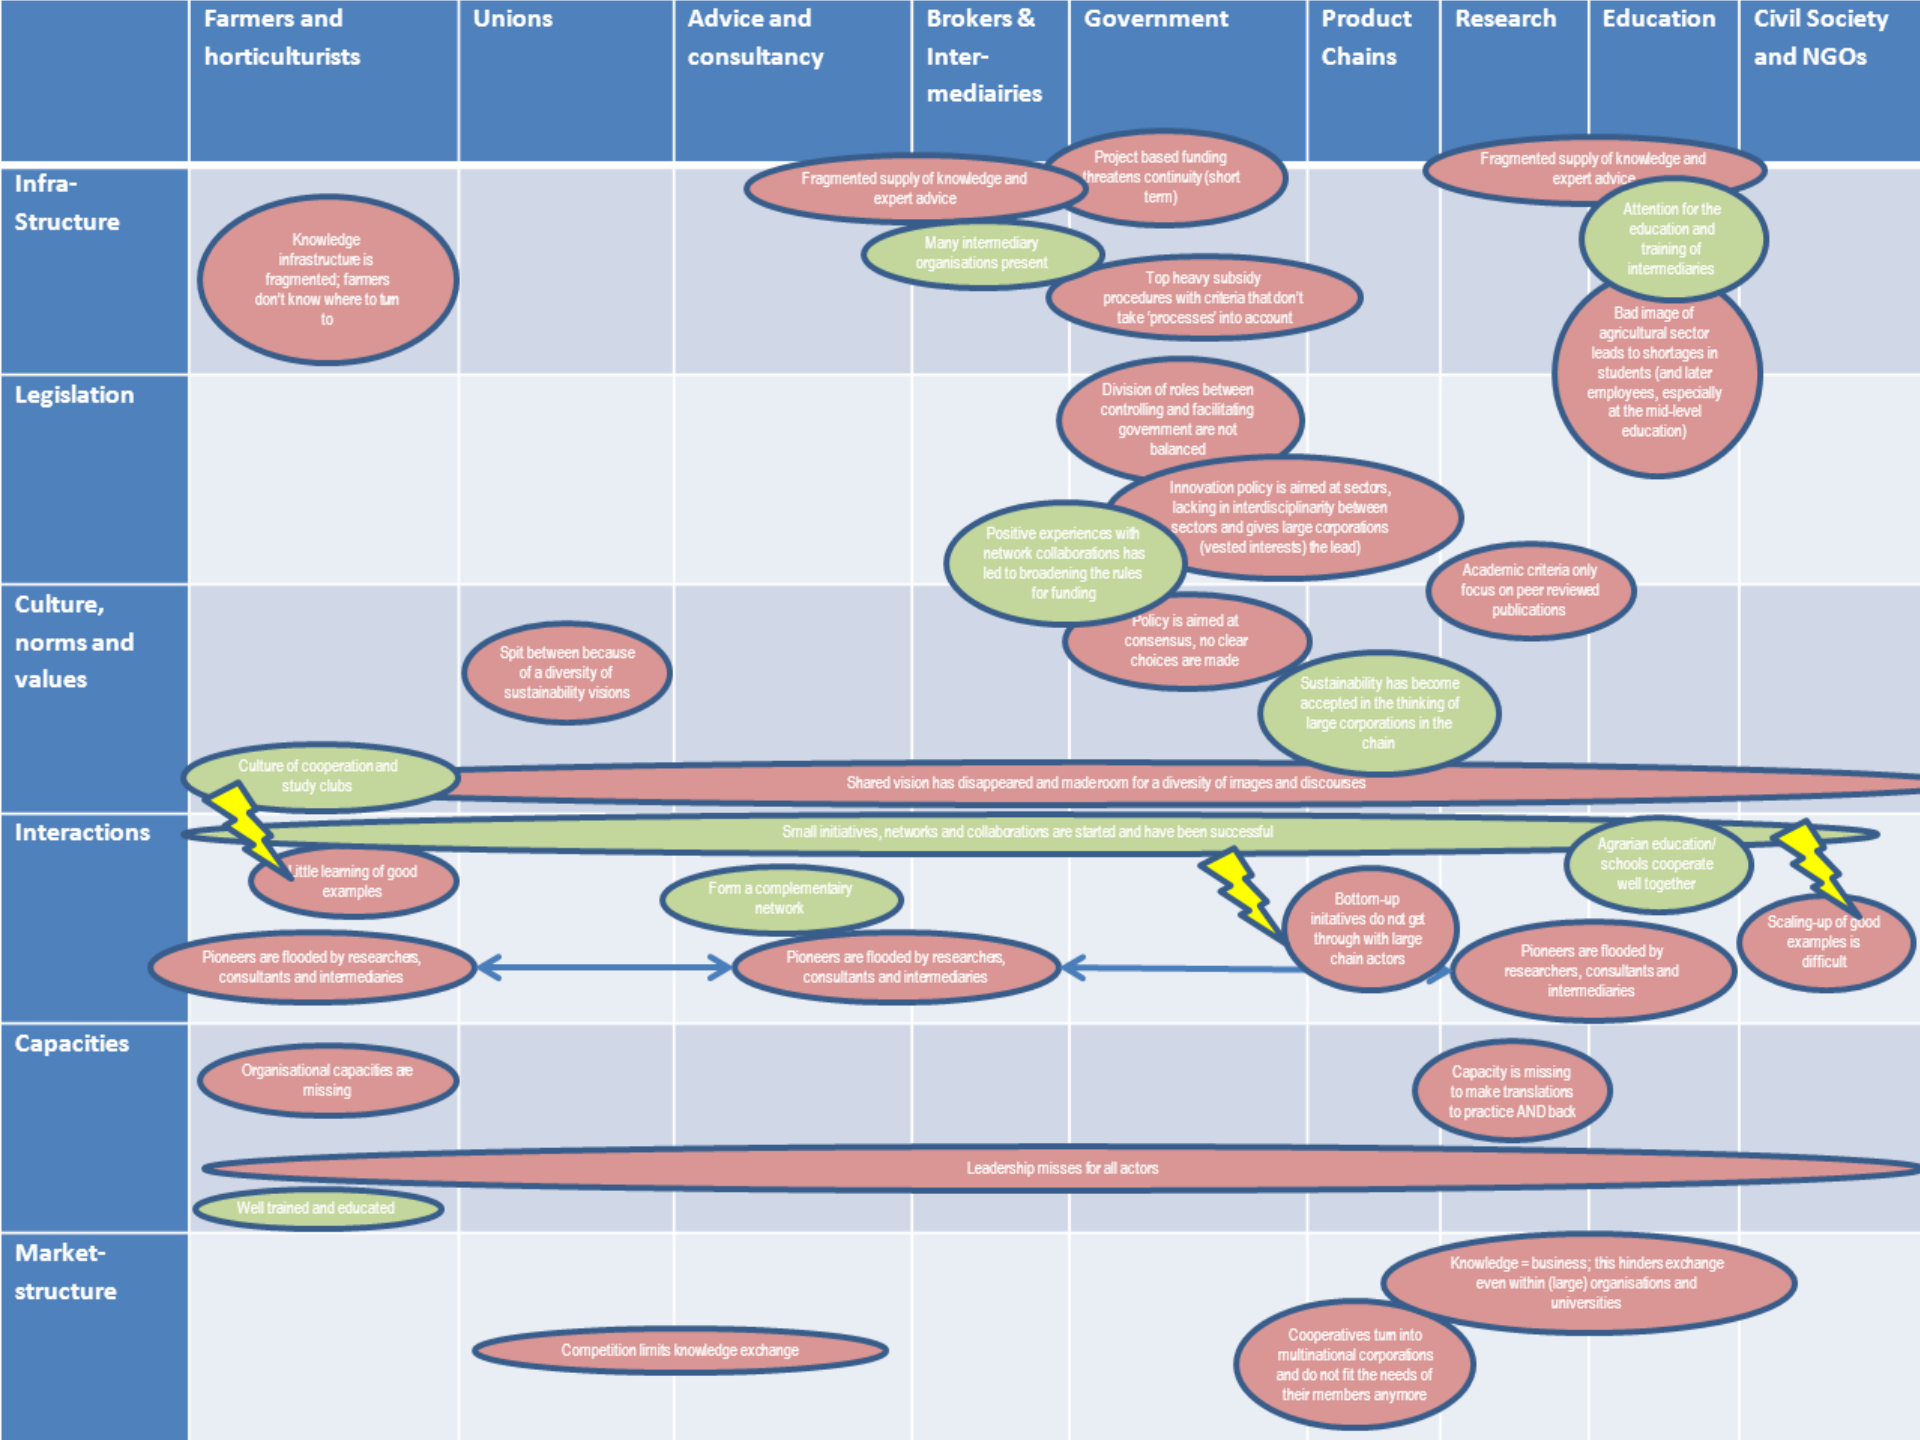 Farmers and
horticulturists
Unions
Advice and
consultancy
Brokers &
Inter-
mediairies
Government
Product
Chains
Research
Education
Civil Society
and NGOs
Infra-
Structure
Knowledge
infrastructure is
fragmented; farmers
don't know where to turn
to
Fragmented supply of knowledge and
expert advice
Many intermediary
organisations present
Project based funding
threatens continuity (short
term)
Top heavy subsidy
procedures with criteria that don't
take 'processes' into account
Fragmented supply of knowledge and
expert advice
Attention for the
education and
training of
intermediaries
Bad image of
agricultural sector
leads to shortages in
students (and later
employees, especially
at the mid-level
education)
Legislation
Division of roles between
controlling and facilitating
government are not
balanced
Innovation policy is aimed at sectors,
lacking in interdisciplinarity between
sectors and gives large corporations
(vested interests) the lead)
Positive experiences with
network collaborations has
led to broadening the rules
for funding
Academic criteria only
focus on peer reviewed
publications
Culture,
norms and
values
Spit between because
of a diversity of
sustainability visions
Policy is aimed at
consensus, no clear
choices are made
Sustainability has become
accepted in the thinking of
large corporations in the
chain
Culture of cooperation and
study clubs
Shared vision has disappeared and made room for a diversity of images and discourses
Interactions
Small initiatives, networks and collaborations are started and have been successful
Little learning of good
examples
Form a complementairy
network
Bottom-up
initatives do not get
through with large
chain actors
Agrarian education/
schools cooperate
well together
Scaling-up of good
examples is
difficult
Pioneers are flooded by researchers,
consultants and intermediaries
Pioneers are flooded by researchers,
consultants and intermediaries
Pioneers are flooded by
researchers, consultants and
intermediaries
Capacities
Organisational capacities are
missing
Capacity is missing
to make translations
to practice AND back
Leadership misses for all actors
Well trained and educated
Market-
structure
Knowledge = business; this hinders exchange
even within (large) organisations and
universities
Competition limits knowledge exchange
Cooperatives turn into
multinational corporations
and do not fit the needs of
their members anymore